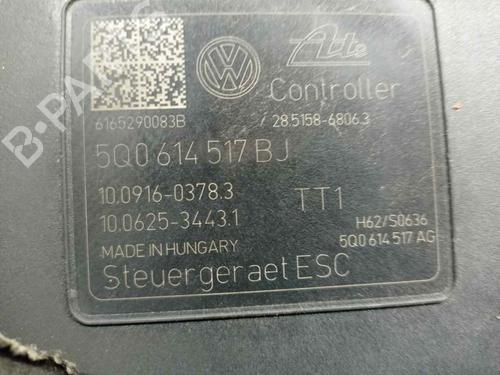 Ate
Controller
6165290083B
28.5158-6806.3
5Q0 614 517 BJ
10.0916-0378.3
TT1
10.0625-3443.1
H62/S0636
MADE IN HUNGARY
5Q0 614 517 AG
Steuergeraet ESC
B-PARTS